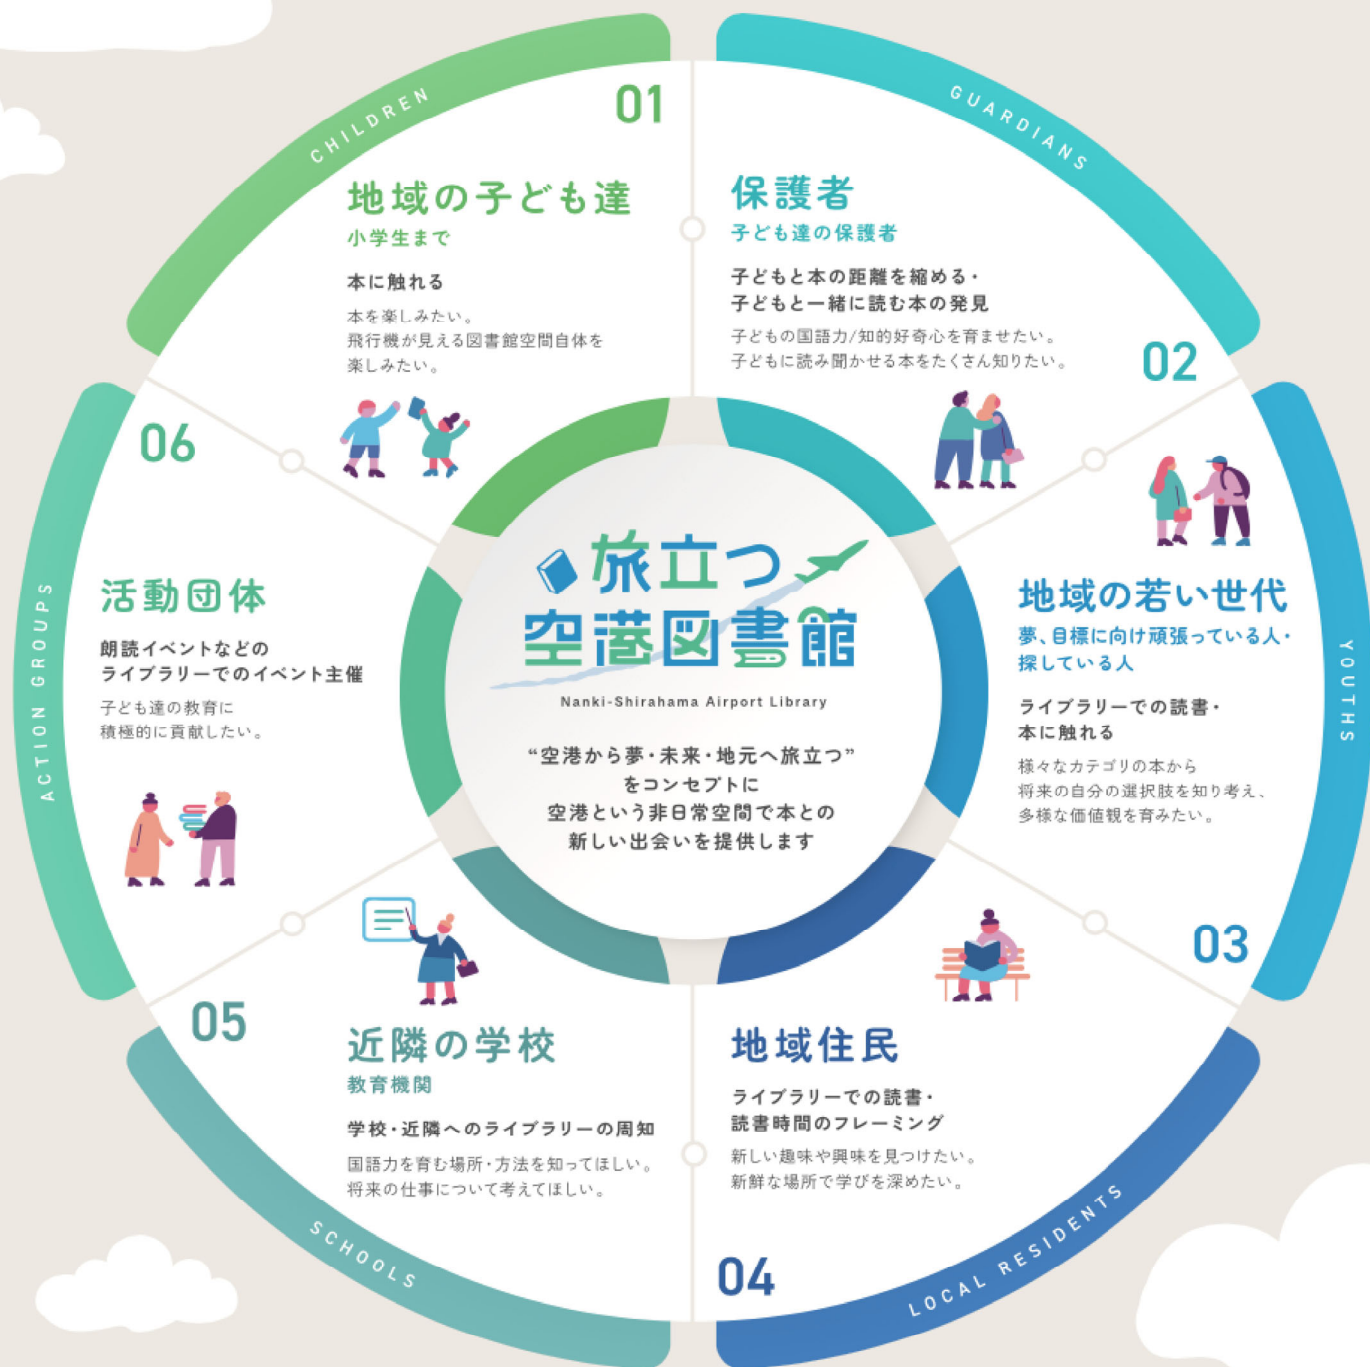 旅立つ
空港図書館
Nanki-Shirahama Airport Library
“空港から夢・未来・地元へ旅立つ”
をコンセプトに
空港という非日常空間で本との
新しい出会いを提供します
CHILDREN
01
地域の子ども達
小学生まで
本に触れる
本を楽しみたい。
飛行機が見える図書館空間自体を
楽しみたい。
GUARDIANS
02
保護者
子ども達の保護者
子どもと本の距離を縮める・
子どもと一緒に読む本の発見
子どもの国語力/知的好奇心を育ませたい。
子どもに読み聞かせる本をたくさん知りたい。
YOUTHS
03
地域の若い世代
夢、目標に向け頑張っている人・
探している人
ライブラリーでの読書・
本に触れる
様々なカテゴリの本から
将来の自分の選択肢を知り考え、
多様な価値観を育みたい。
LOCAL RESIDENTS
04
地域住民
ライブラリーでの読書・
読書時間のフレーミング
新しい趣味や興味を見つけたい。
新鮮な場所で学びを深めたい。
SCHOOLS
05
近隣の学校
教育機関
学校・近隣へのライブラリーの周知
国語力を育む場所・方法を知ってほしい。
将来の仕事について考えてほしい。
ACTION GROUPS
06
活動団体
朗読イベントなどの
ライブラリーでのイベント主催
子ども達の教育に
積極的に貢献したい。